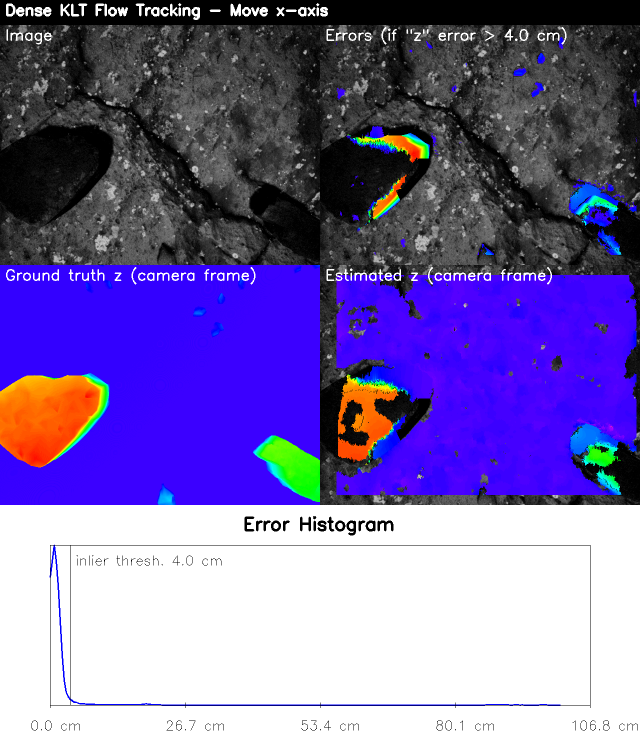 Dense KLT Flow Tracking - Move x-axis
Image
Errors (if "z" error > 4.0 cm)
Ground truth z (camera frame)
Estimated z (camera frame)
Error Histogram
inlier thresh. 4.0 cm
0.0 cm
26.7 cm
53.4 cm
80.1 cm
106.8 cm